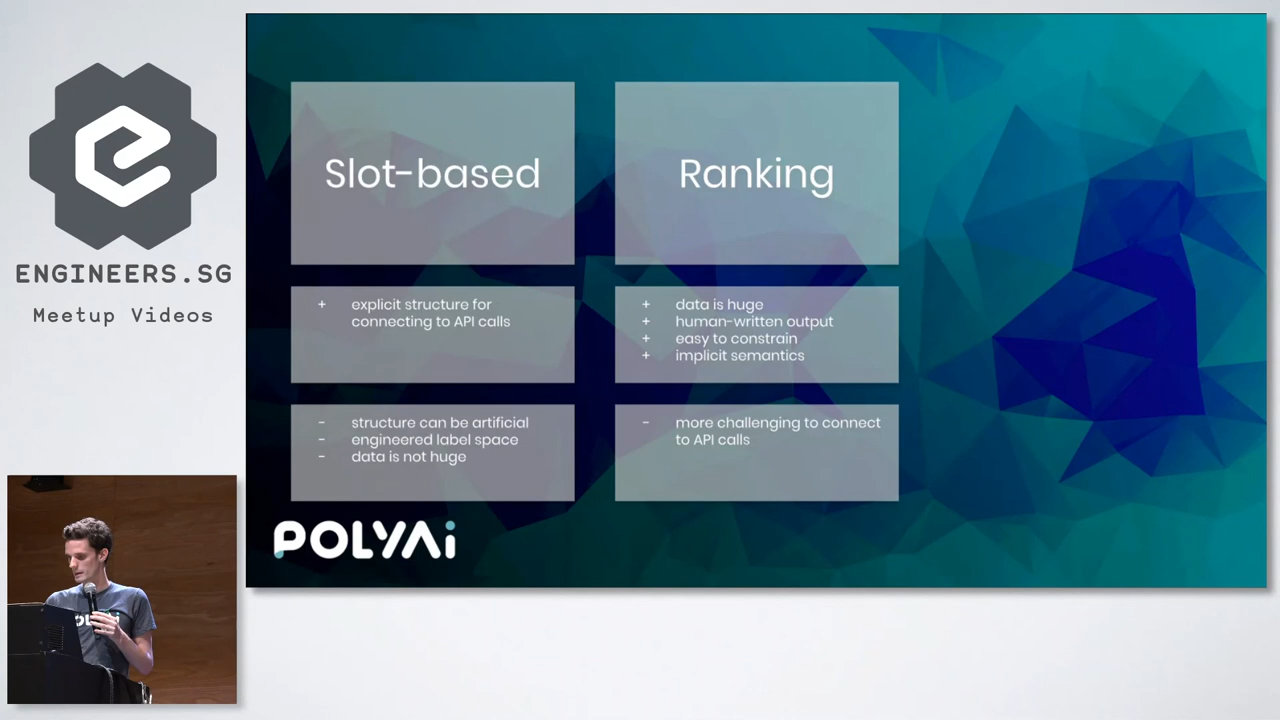 ENGINEERS.SG
Meetup Videos
Slot-based
Ranking
+ explicit structure for
connecting to API calls
+ data is huge
+ human-written output
+ easy to constrain
+ implicit semantics
- structure can be artificial
- engineered label space
- data is not huge
- more challenging to connect
to API calls
POLYAi